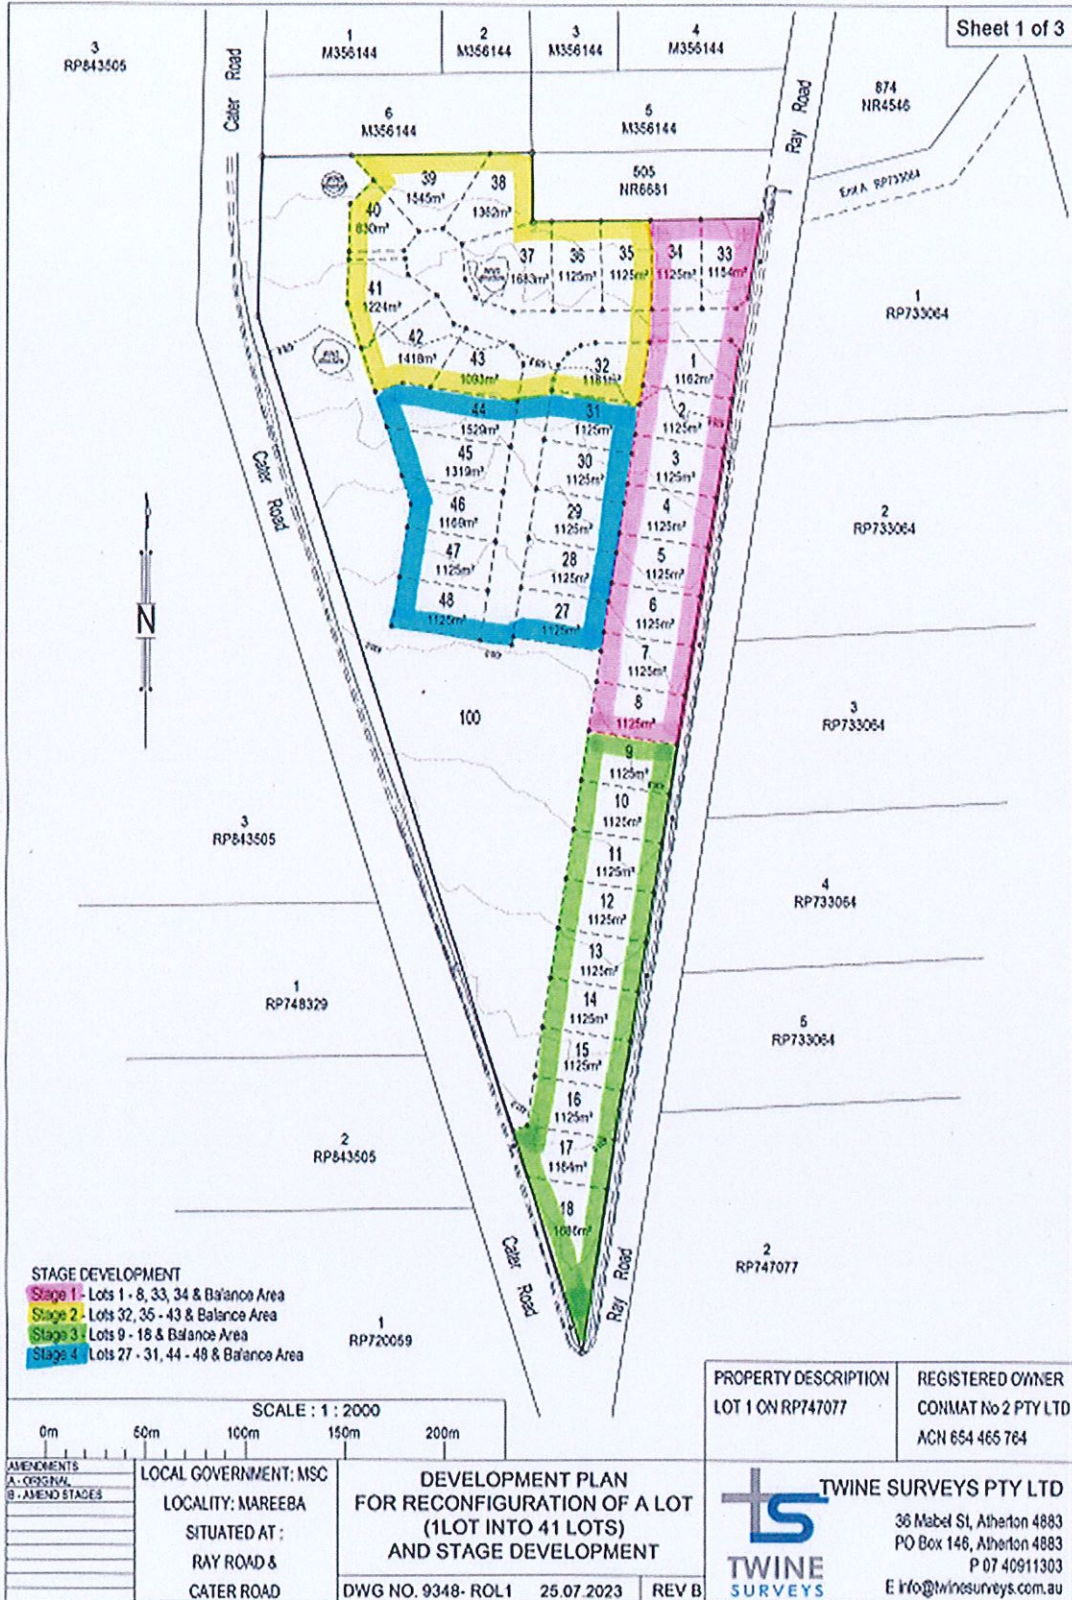 Sheet 1 of 3
3
RP843505
Cater Road
1
M356144
2
M356144
3
M356144
4
M356144
Ray Road
874
NR4546
6
M356144
5
M356144
505
NR6681
Emt A RP733064
39
1545m²
38
1362m²
40
830m²
37
1683m²
36
1125m²
35
1125m²
34
1125m²
33
1184m²
41
1224m²
42
1418m²
43
1093m²
32
1181m²
1
1162m²
1
RP733064
2
1125m²
44
1529m²
31
1125m²
45
1319m²
30
1125m²
3
1125m²
46
1169m²
29
1125m²
4
1125m²
2
RP733064
47
1125m²
28
1125m²
5
1125m²
48
1125m²
27
1125m²
6
1125m²
7
1125m²
8
1125m²
Cater Road
N
100
3
RP733064
9
1125m²
10
1125m²
11
1125m²
12
1125m²
13
1125m²
14
1125m²
15
1125m²
16
1125m²
17
1184m²
18
3
RP843505
4
RP733064
1
RP748329
5
RP733064
2
RP843505
2
RP747077
Cater Road
Ray Road
1
RP720059
STAGE DEVELOPMENT
Stage 1 - Lots 1 - 8, 33, 34 & Balance Area
Stage 2 - Lots 32, 35 - 43 & Balance Area
Stage 3 - Lots 9 - 18 & Balance Area
Stage 4 - Lots 27 - 31, 44 - 48 & Balance Area
SCALE : 1 : 2000
0m 50m 100m 150m 200m
PROPERTY DESCRIPTION
LOT 1 ON RP747077
REGISTERED OWNER
CONMAT No 2 PTY LTD
ACN 654 465 764
AMENDMENTS
A - ORIGINAL
B - AMEND STAGES
LOCAL GOVERNMENT: MSC
LOCALITY: MAREEBA
SITUATED AT :
RAY ROAD &
CATER ROAD
DEVELOPMENT PLAN
FOR RECONFIGURATION OF A LOT
(1LOT INTO 41 LOTS)
AND STAGE DEVELOPMENT
DWG NO. 9348- ROL1 25.07.2023 REV B
TWINE SURVEYS
TWINE SURVEYS PTY LTD
36 Mabel St, Atherton 4883
PO Box 146, Atherton 4883
P 07 40911303
E info@twinesurveys.com.au